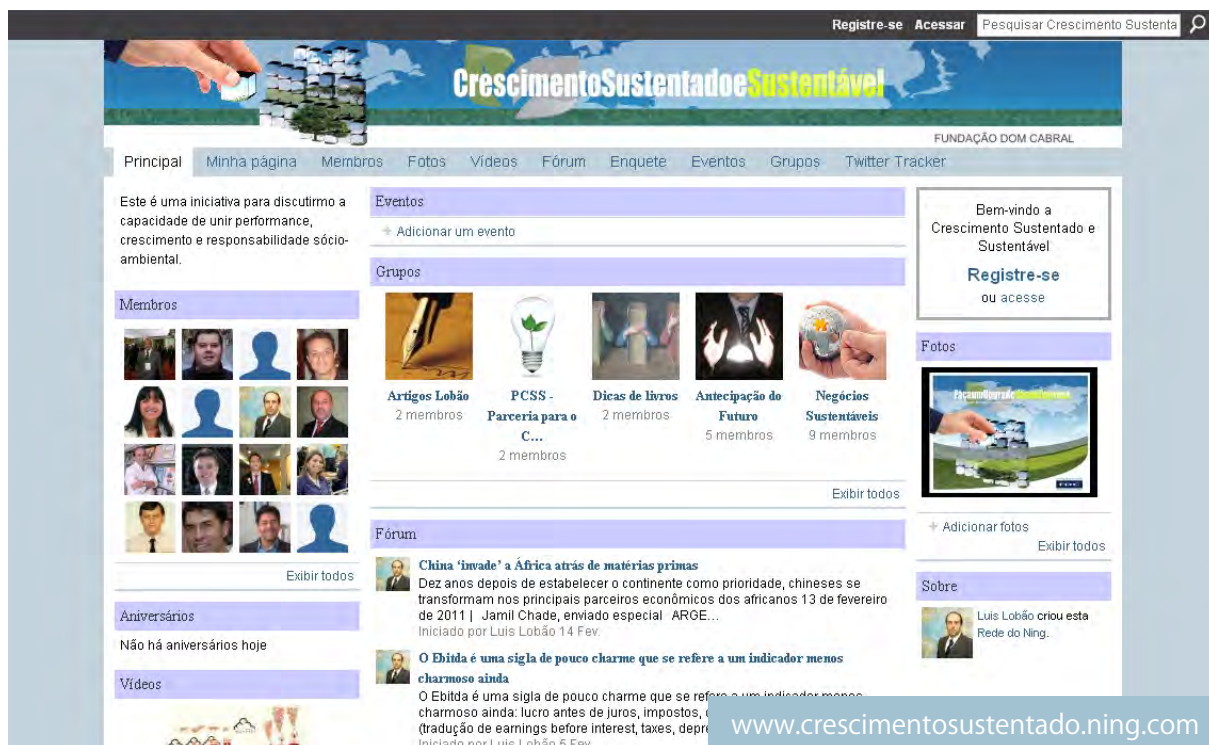 Registre-se Acessar Pesquisar Crescimento Sustenta
CrescimentoSustentadoeSustentável
FUNDAÇÃO DOM CABRAL
Principal Minha página Membros Fotos Vídeos Fórum Enquete Eventos Grupos Twitter Tracker
Este é uma iniciativa para discutirmo a
capacidade de unir performance,
crescimento e responsabilidade sócio-
ambiental.
Membros
Exibir todos
Aniversários
Não há aniversários hoje
Vídeos
Eventos
+ Adicionar um evento
Grupos
Artigos Lobão
2 membros
PCSS -
Parceria para o
C...
2 membros
Dicas de livros
2 membros
Antecipação do
Futuro
5 membros
Negócios
Sustentáveis
9 membros
Exibir todos
Fórum
China ‘invade’ a África atrás de matérias primas
Dez anos depois de estabelecer o continente como prioridade, chineses se
transformam nos principais parceiros econômicos dos africanos 13 de fevereiro
de 2011 | Jamil Chade, enviado especial ARGE...
Iniciado por Luis Lobão 14 Fev.
O Ebitda é uma sigla de pouco charme que se refere a um indicador menos
charmoso ainda
O Ebitda é uma sigla de pouco charme que se refere a um indicador menos
charmoso ainda: lucro antes de juros, impostos,
(tradução de earnings before interest, taxes,
Iniciado por Luis Lobão 5 Fev.
Bem-vindo a
Crescimento Sustentado e
Sustentável
Registre-se
ou acesse
Fotos
FaçaumUpgradeSustentável
+ Adicionar fotos
Exibir todos
Sobre
Luis Lobão criou esta
Rede do Ning.
www.crescimentosustentado.ning.com